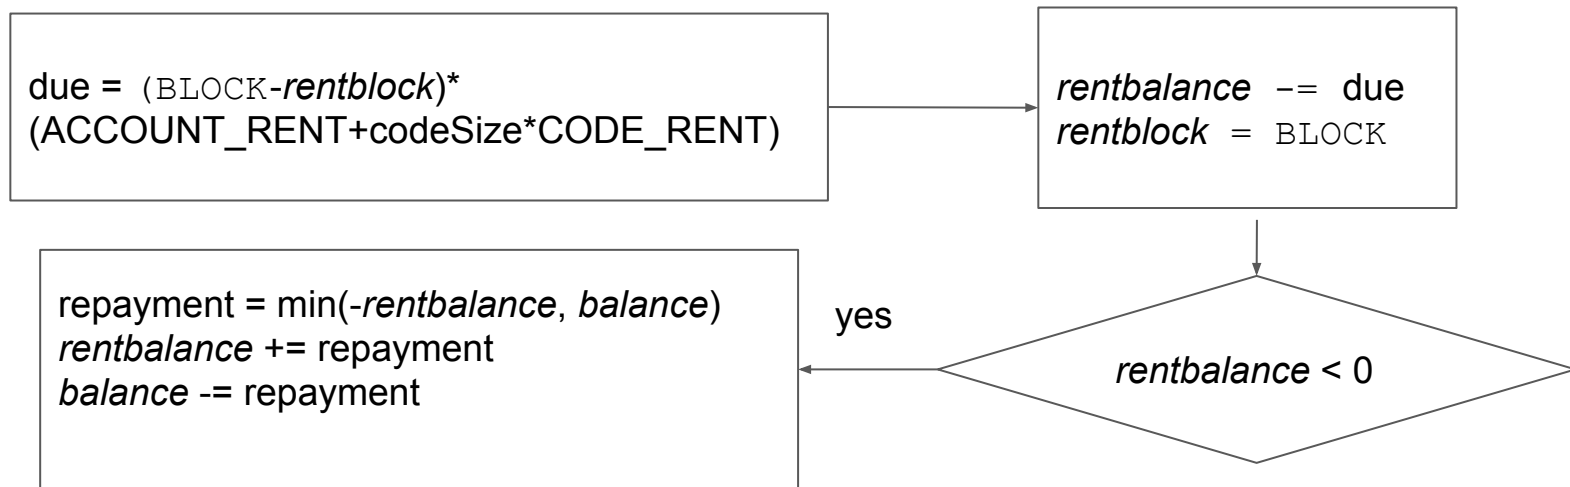 due = (BLOCK-rentblock)*
(ACCOUNT_RENT+codeSize*CODE_RENT)
rentbalance -= due
rentblock = BLOCK
rentbalance < 0
yes
repayment = min(-rentbalance, balance)
rentbalance += repayment
balance -= repayment